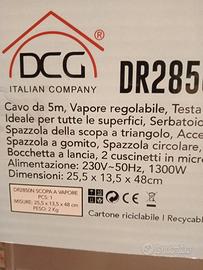 DCG®
ITALIAN COMPANY
DR285
Cavo da 5m, Vapore regolabile, Testa
Ideale per tutte le superfici, Serbatoio
Spazzola della scopa a triangolo, Acce
Spazzola a gomito, Spazzola circolare,
Bocchetta a lancia, 2 cuscinetti in micro
Alimentazione: 230V~50Hz, 1300W
Dimensioni: 25,5 x 13,5 x 48cm
DR2850N SCOPA A VAPORE
PCS: 1
MISURE: 25,5 x 13,5 x 48 cm
PESO: 2 Kg
Cartone riciclabile | Recyclab
subito